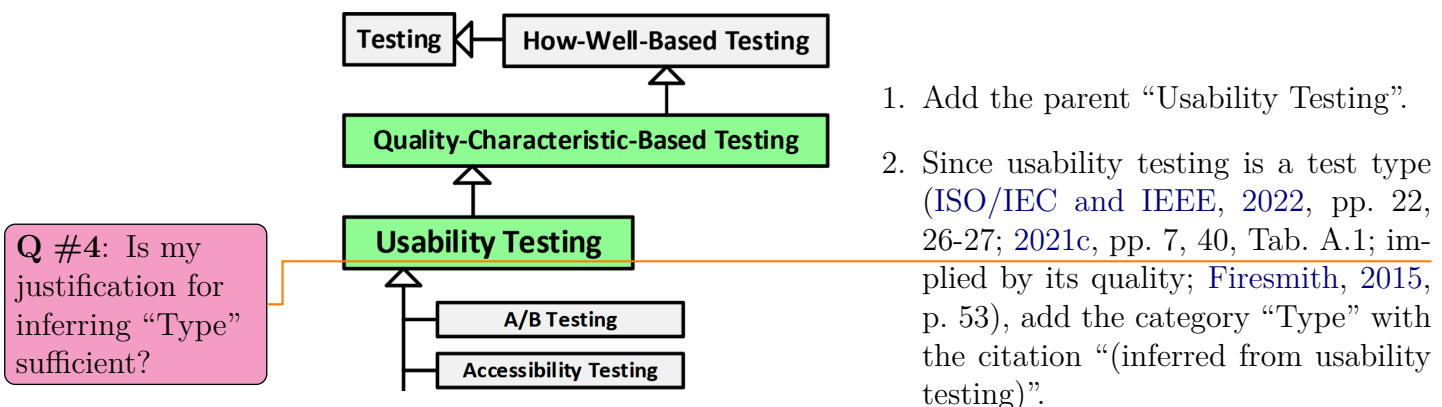 Testing
How-Well-Based Testing
Quality-Characteristic-Based Testing
Usability Testing
A/B Testing
Accessibility Testing
Q #4: Is my
justification for
inferring “Type”
sufficient?
1. Add the parent “Usability Testing”.
2. Since usability testing is a test type
(ISO/IEC and IEEE, 2022, pp. 22,
26-27; 2021c, pp. 7, 40, Tab. A.1; im-
plied by its quality; Firesmith, 2015,
p. 53), add the category “Type” with
the citation “(inferred from usability
testing)”.